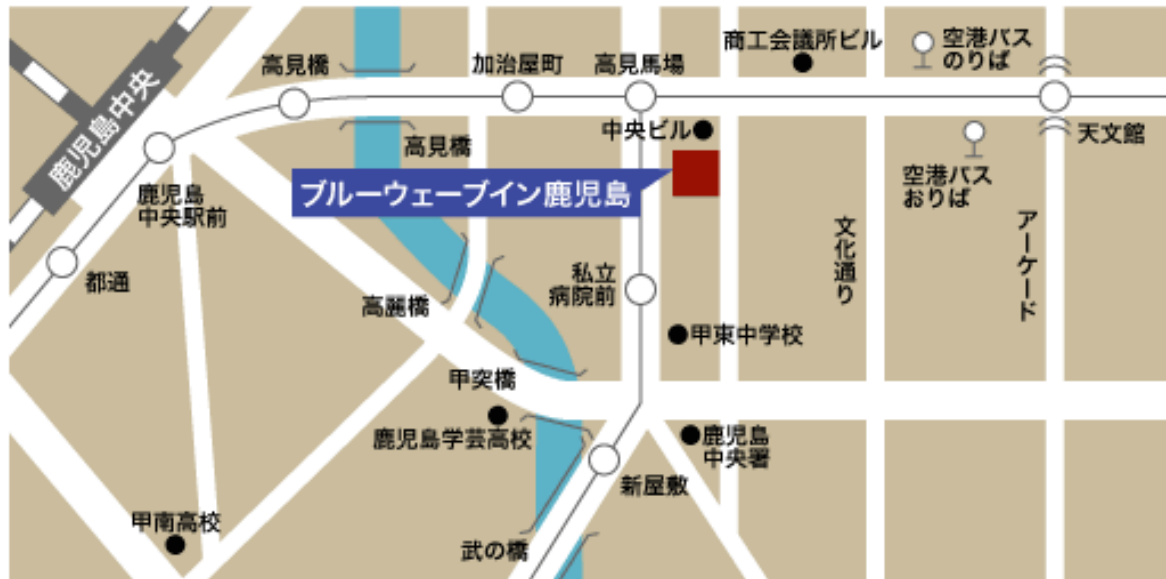 商工会議所ビル
空港バス
のりば
高見橋
加治屋町
高見馬場
鹿児島中央
中央ビル
天文館
高見橋
ブルーウェーブイン鹿児島
空港バス
おりば
鹿児島
中央駅前
文化通り
アーケード
都通
私立
病院前
高麗橋
甲東中学校
甲突橋
鹿児島学芸高校
鹿児島
中央署
新屋敷
甲南高校
武の橋